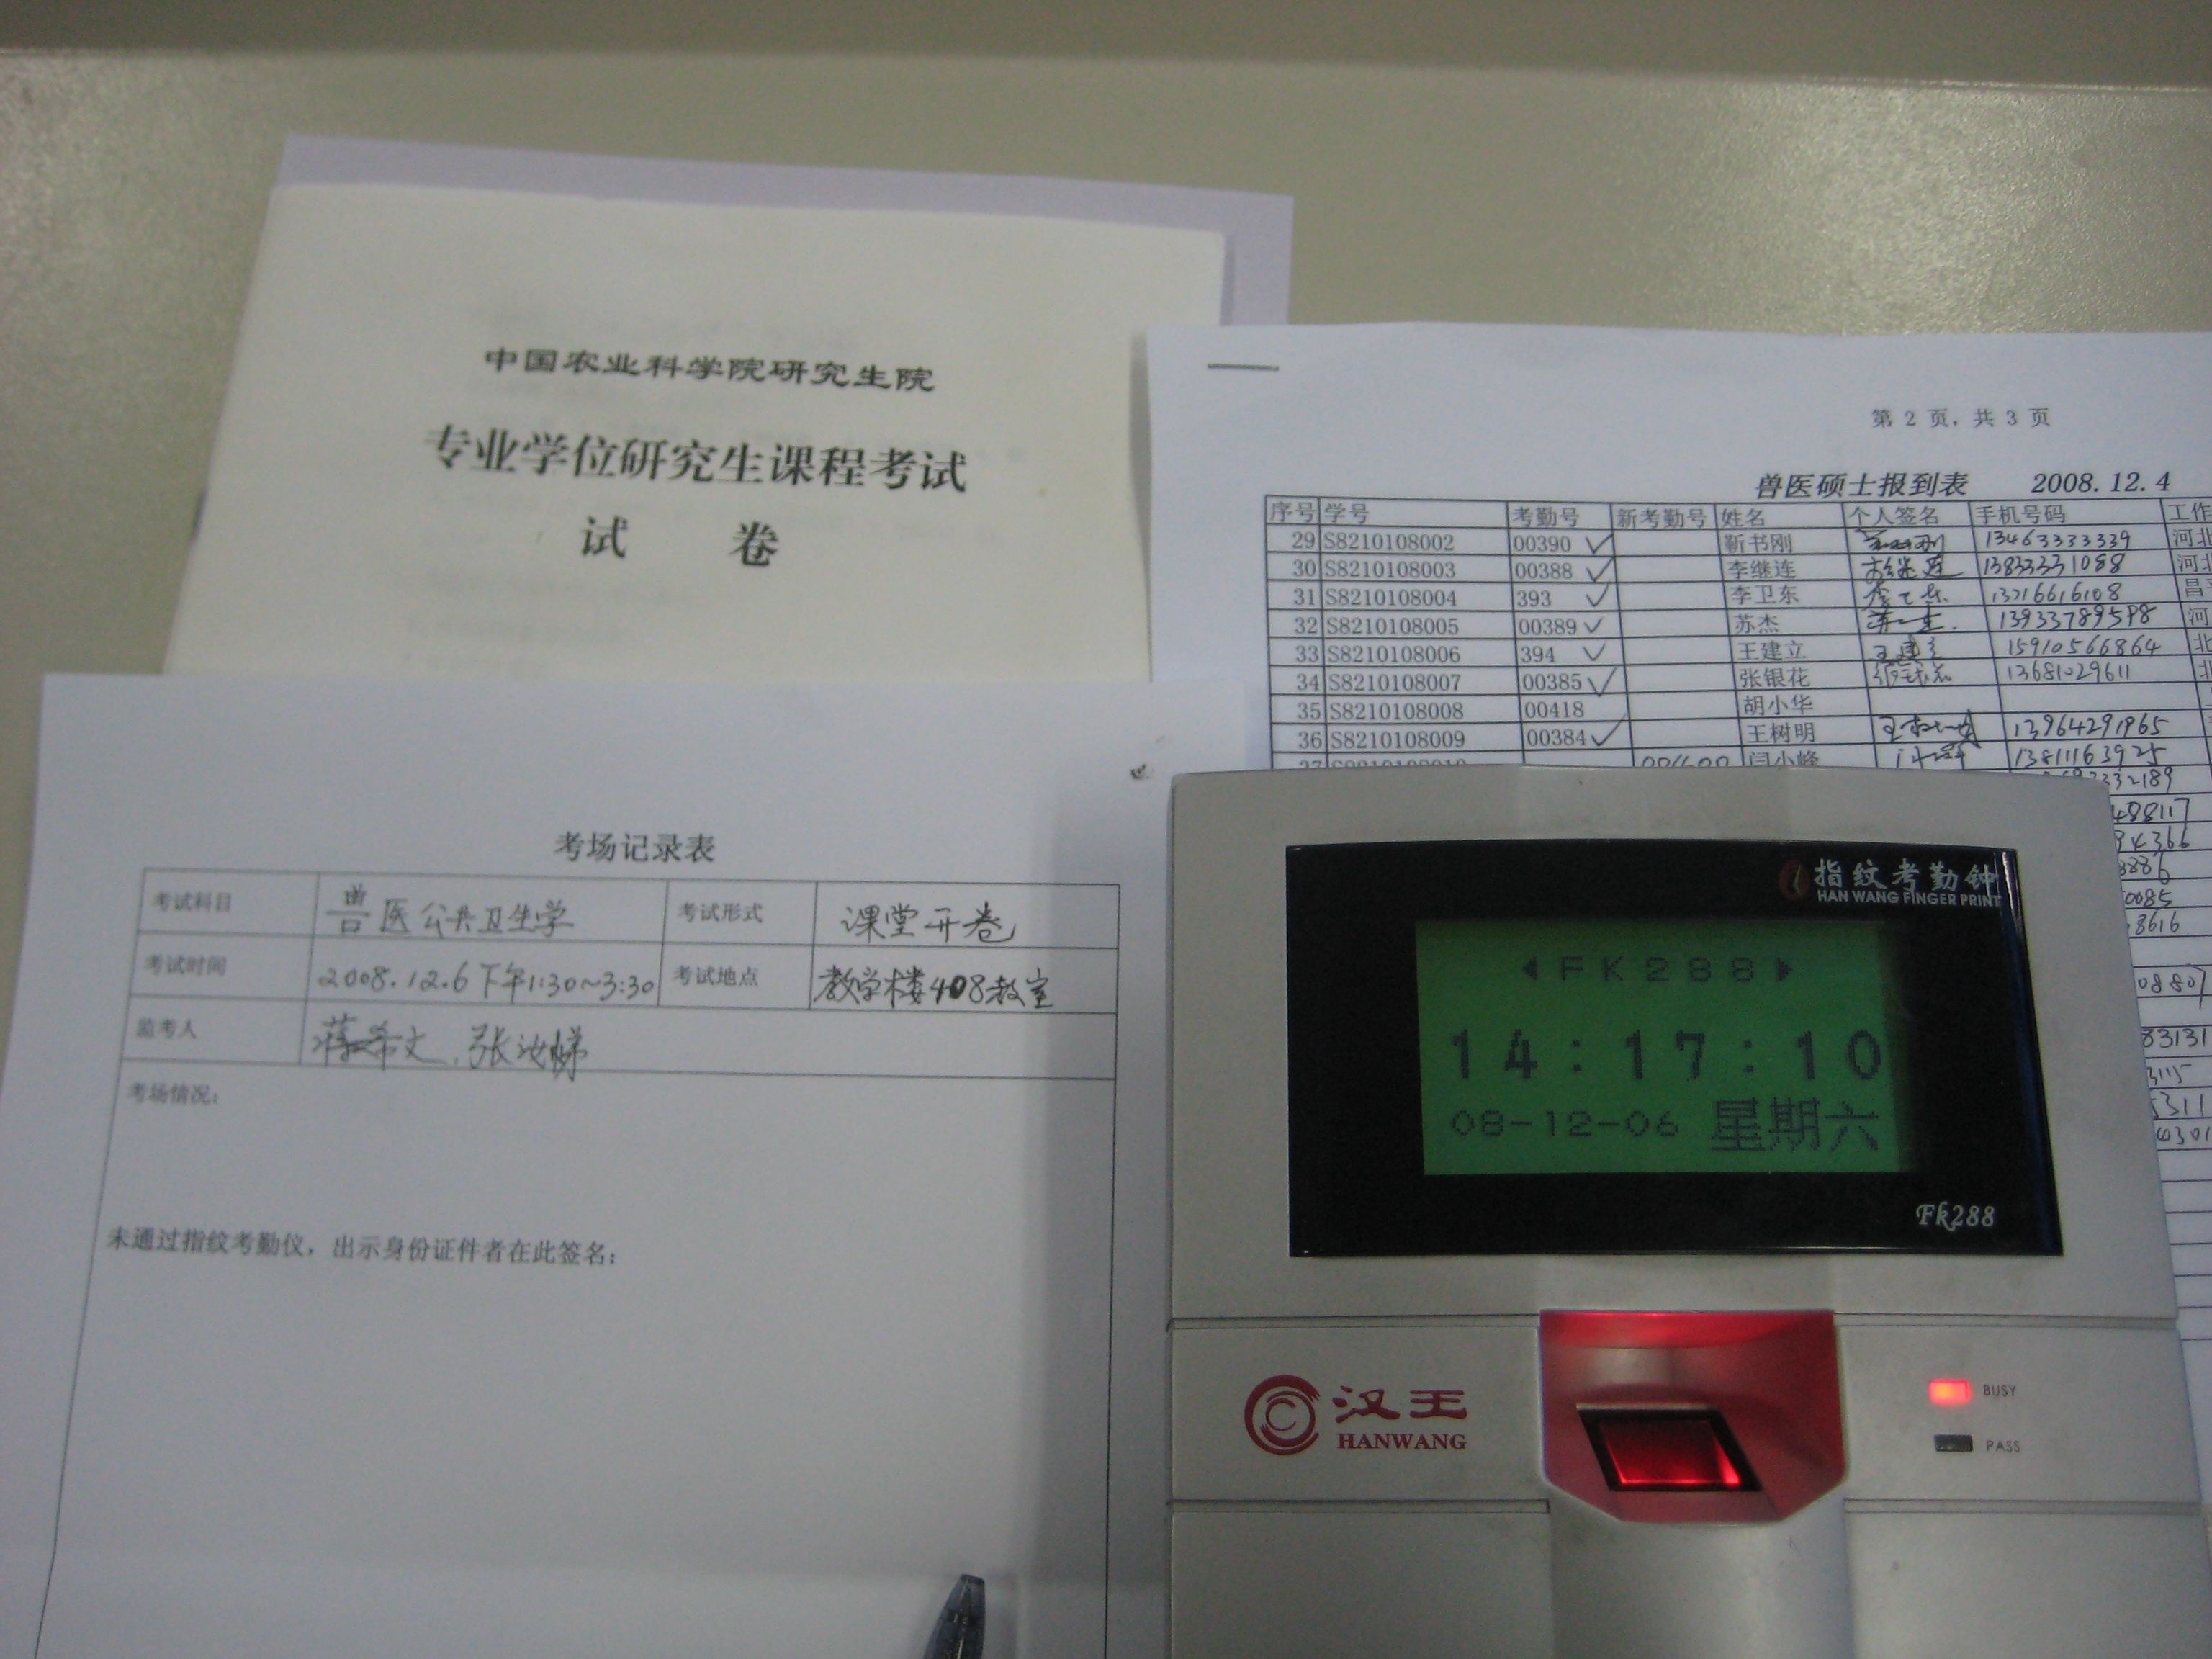 中国农业科学院研究生院
专业学位研究生课程考试
试 卷
第 2 页, 共 3 页
兽医硕士报到表 2008.12.4
序号 学号 考勤号 新考勤号 姓名 个人签名 手机号码 工作
29 S8210108002 00390 ✓ 靳书刚 13463333339 河北
30 S8210108003 00388 ✓ 李继连 李继连 13833331088 河北
31 S8210108004 393 ✓ 李卫东 李卫东 13716616108 昌
32 S8210108005 00389 ✓ 苏杰 13933789598 河
33 S8210108006 394 ✓ 王建立 王建立 15910566864 北
34 S8210108007 00385 ✓ 张银花 张银花 13681029611 北
35 S8210108008 00418 胡小华
36 S8210108009 00384 ✓ 王树明 王树明 13964291965
闫小峰 13811163925
332189
488117
94366
0085
8616
08807
83131
3115
5311
4301
考场记录表
考试科目 兽医公共卫生学 考试形式 课堂开卷
考试时间 2008.12.6下午1:30~3:30 考试地点 教学楼408教室
监考人 蒋希文、张汝悌
考场情况:
未通过指纹考勤仪，出示身份证件者在此签名:
指纹考勤钟
HAN WANG FINGER PRINT
FK288
14:17:10
08-12-06 星期六
Fk288
汉王
HANWANG
BUSY
PASS